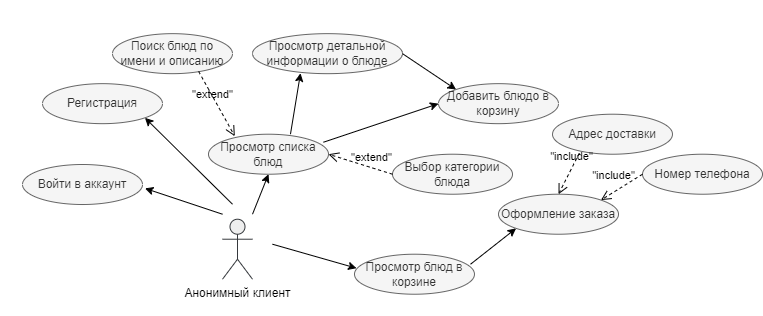 Поиск блюд по
имени и описанию
Просмотр детальной
информации о блюде
"extend"
Регистрация
Добавить блюдо в
корзину
Адрес доставки
Просмотр списка
блюд
"extend"
Выбор категории
блюда
"include"
"include"
Номер телефона
Войти в аккаунт
Оформление заказа
Просмотр блюд в
корзине
Анонимный клиент